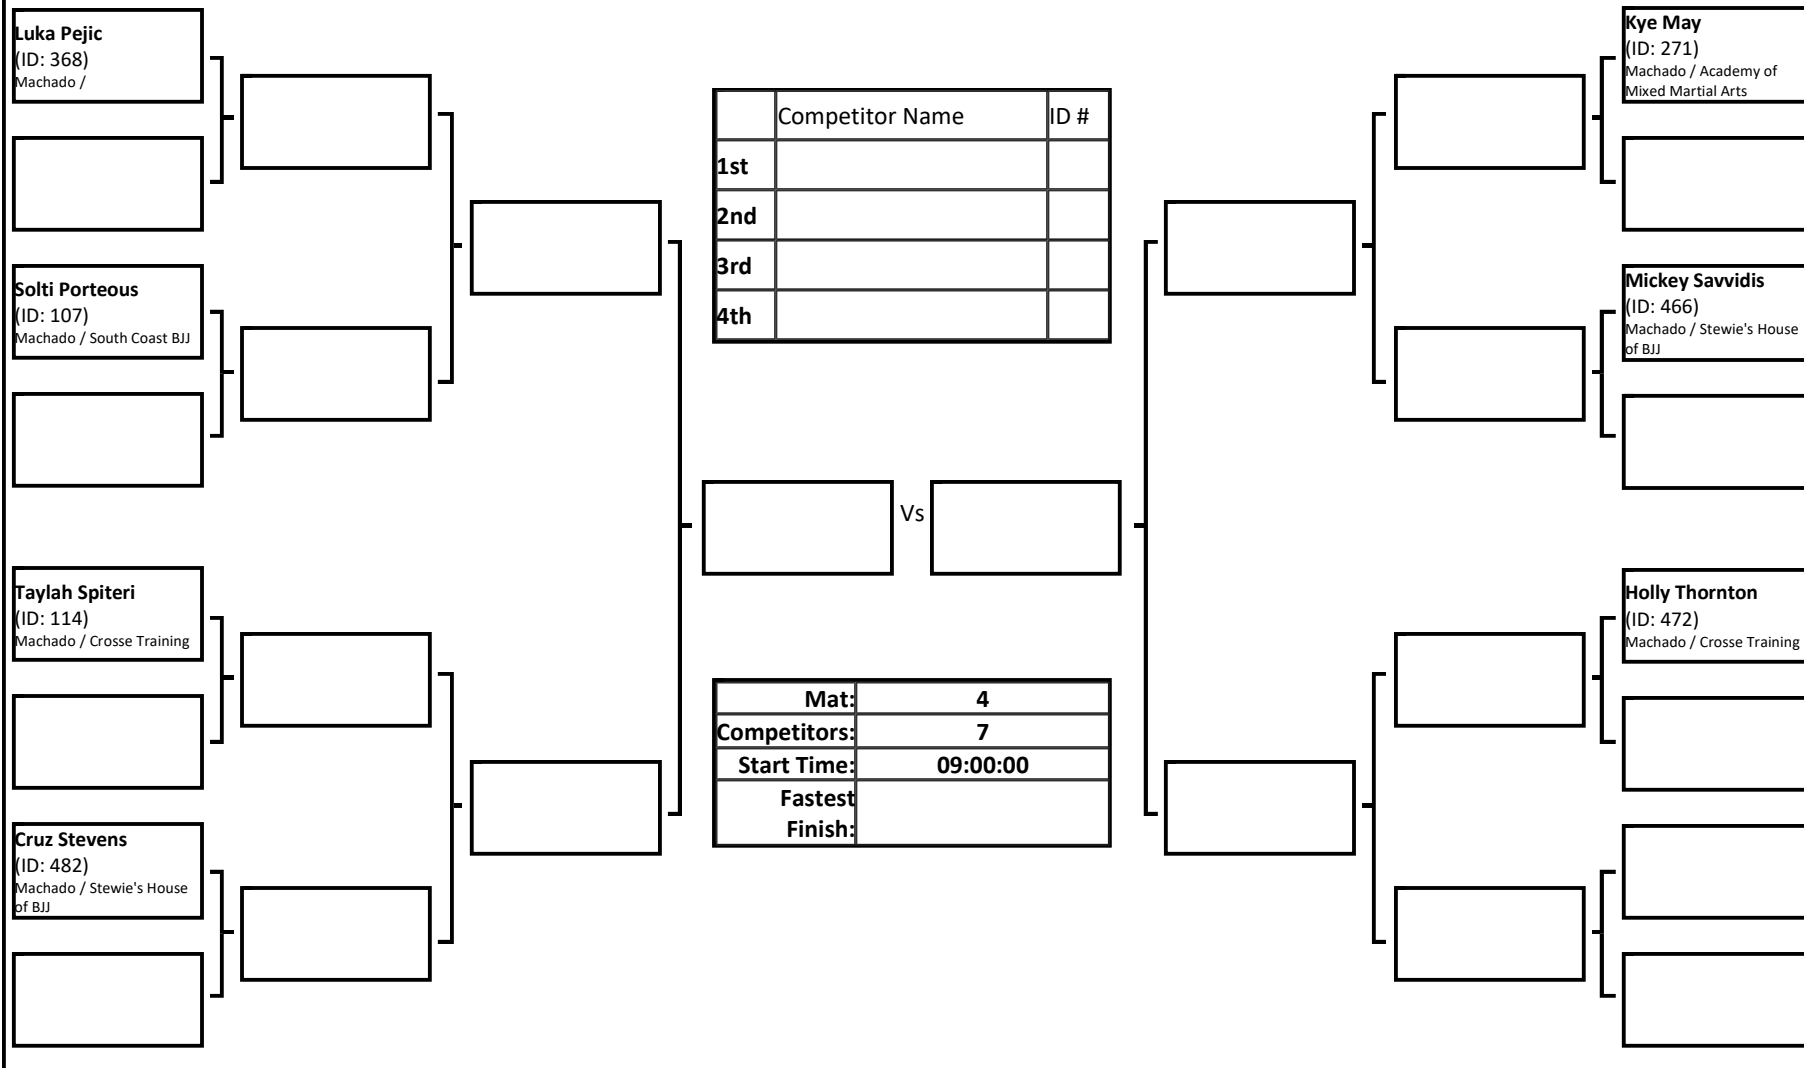 Luka Pejic
(ID: 368)
Machado /
Solti Porteous
(ID: 107)
Machado / South Coast BJJ
Taylah Spiteri
(ID: 114)
Machado / Crosse Training
Cruz Stevens
(ID: 482)
Machado / Stewie's House
of BJJ
Competitor Name ID #
1st
2nd
3rd
4th
Vs
Mat: 4
Competitors: 7
Start Time: 09:00:00
Fastest
Finish:
Kye May
(ID: 271)
Machado / Academy of
Mixed Martial Arts
Mickey Savvidis
(ID: 466)
Machado / Stewie's House
of BJJ
Holly Thornton
(ID: 472)
Machado / Crosse Training